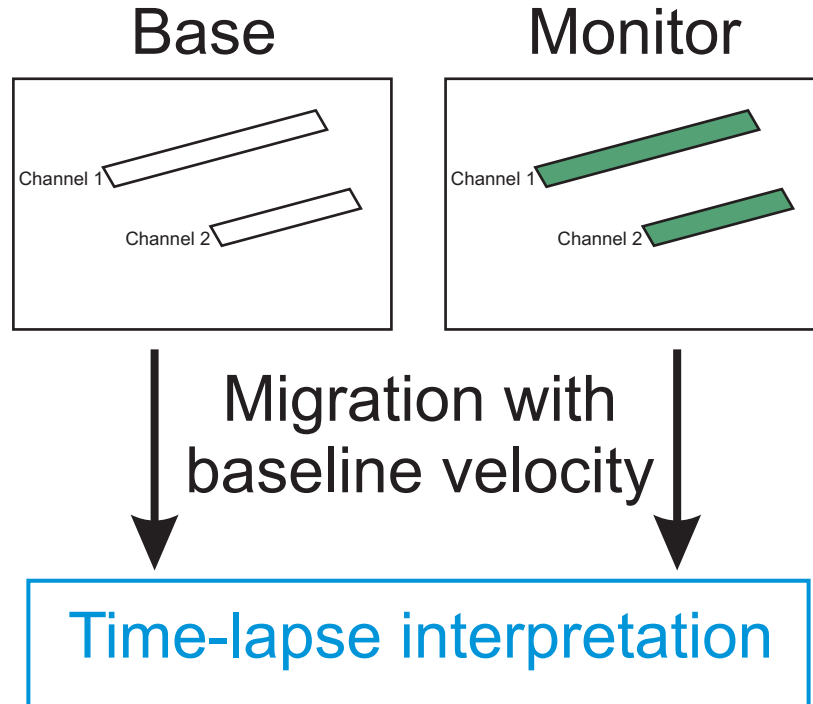 Base
Monitor
Channel 1
Channel 2
Channel 1
Channel 2
Migration with
baseline velocity
Time-lapse interpretation